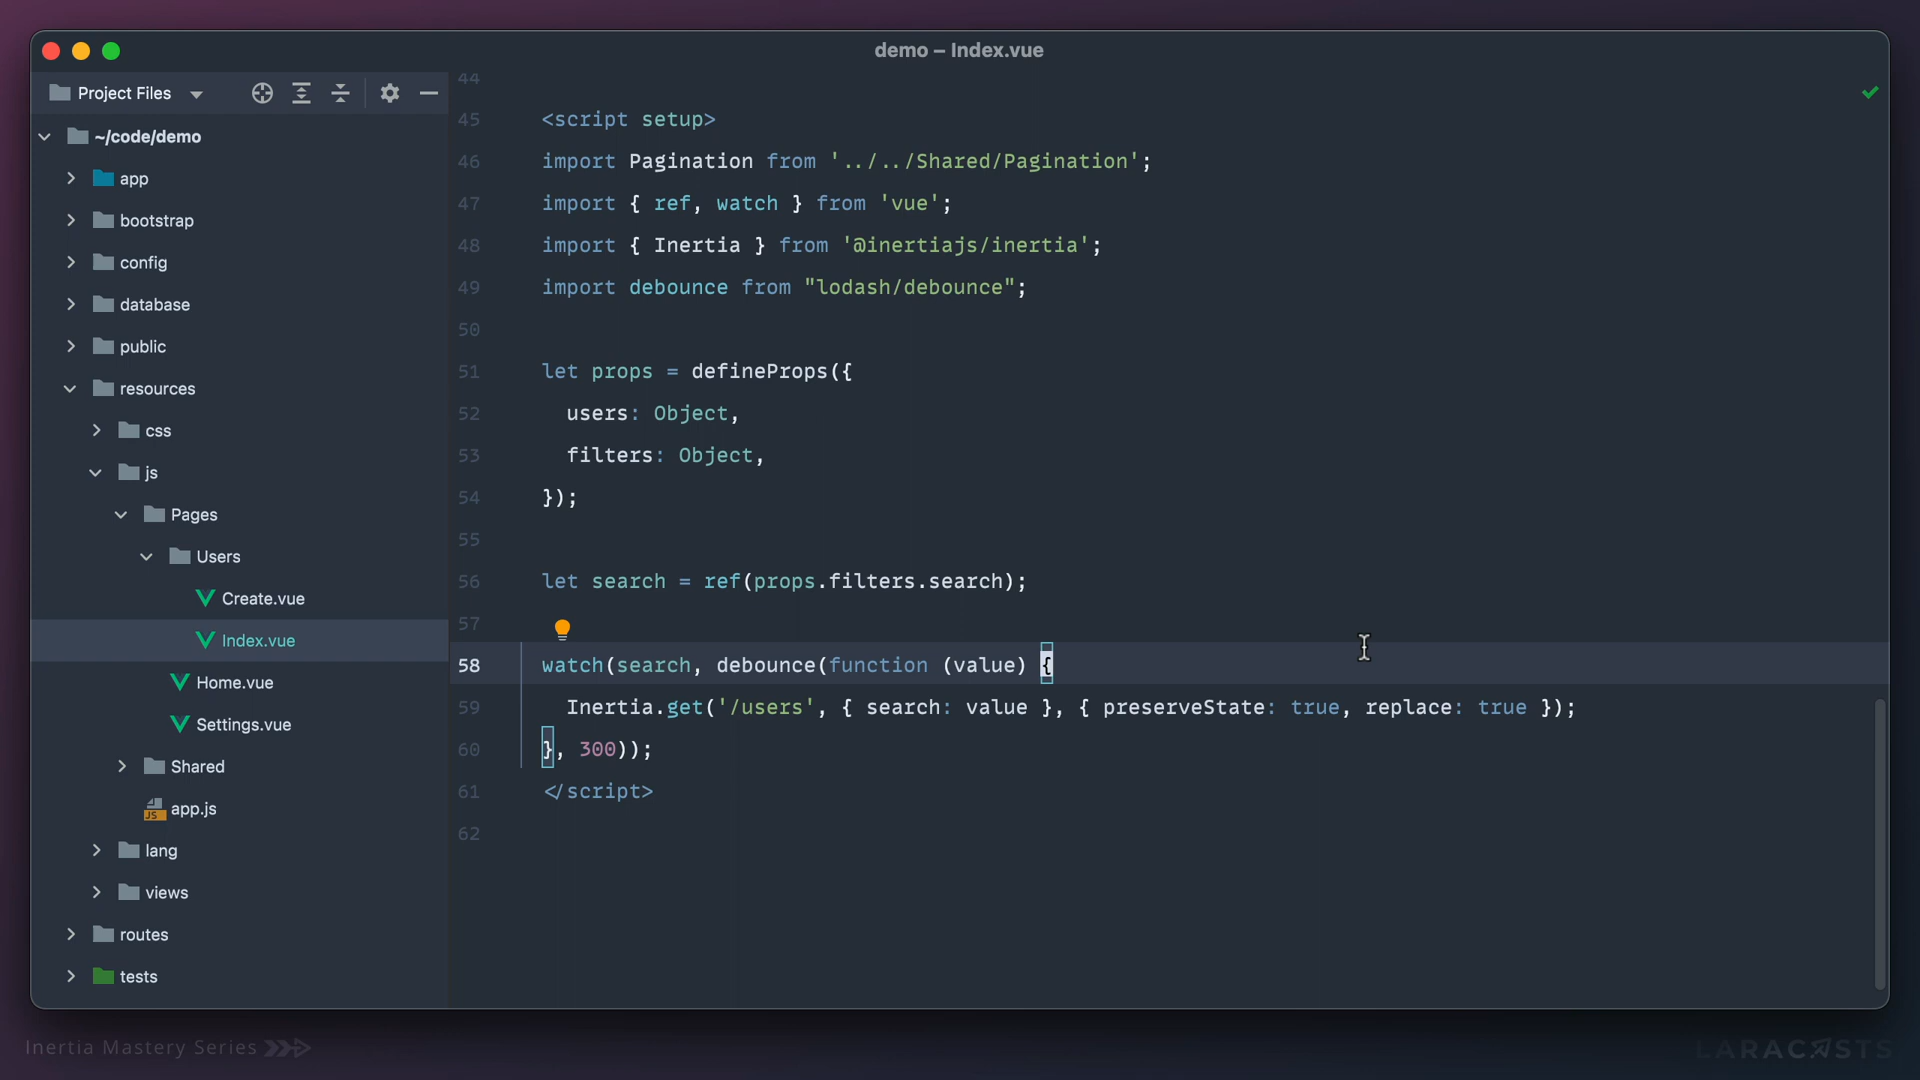 demo – Index.vue
Project Files
~/code/demo
app
bootstrap
config
database
public
resources
css
js
Pages
Users
Create.vue
Index.vue
Home.vue
Settings.vue
Shared
JS app.js
lang
views
routes
tests
44
45 <script setup>
46 import Pagination from '../../Shared/Pagination';
47 import { ref, watch } from 'vue';
48 import { Inertia } from '@inertiajs/inertia';
49 import debounce from "lodash/debounce";
50
51 let props = defineProps({
52 users: Object,
53 filters: Object,
54 });
55
56 let search = ref(props.filters.search);
57
58 watch(search, debounce(function (value) {
59 Inertia.get('/users', { search: value }, { preserveState: true, replace: true });
60 }, 300));
61 </script>
62
Inertia Mastery Series
LARACASTS